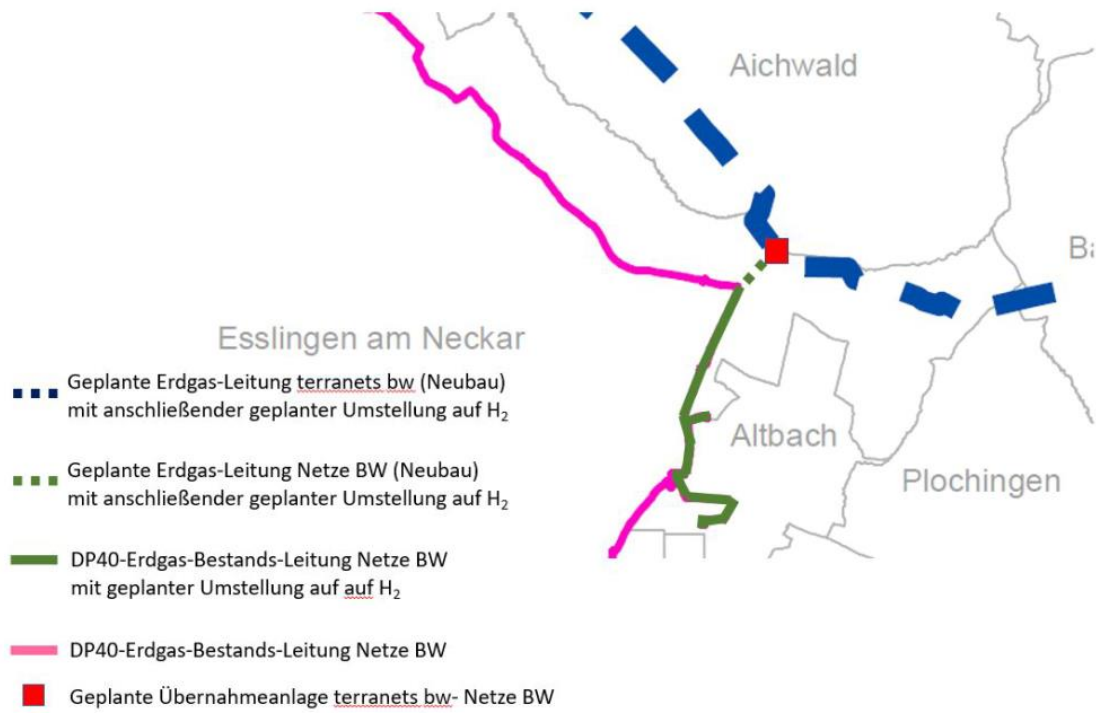 Aichwald
Ba
Esslingen am Neckar
Geplante Erdgas-Leitung terranets bw (Neubau)
mit anschließender geplanter Umstellung auf H₂
Altbach
Geplante Erdgas-Leitung Netze BW (Neubau)
mit anschließender geplanter Umstellung auf H₂
Plochingen
DP40-Erdgas-Bestands-Leitung Netze BW
mit geplanter Umstellung auf auf H₂
DP40-Erdgas-Bestands-Leitung Netze BW
Geplante Übernahmeanlage terranets bw- Netze BW